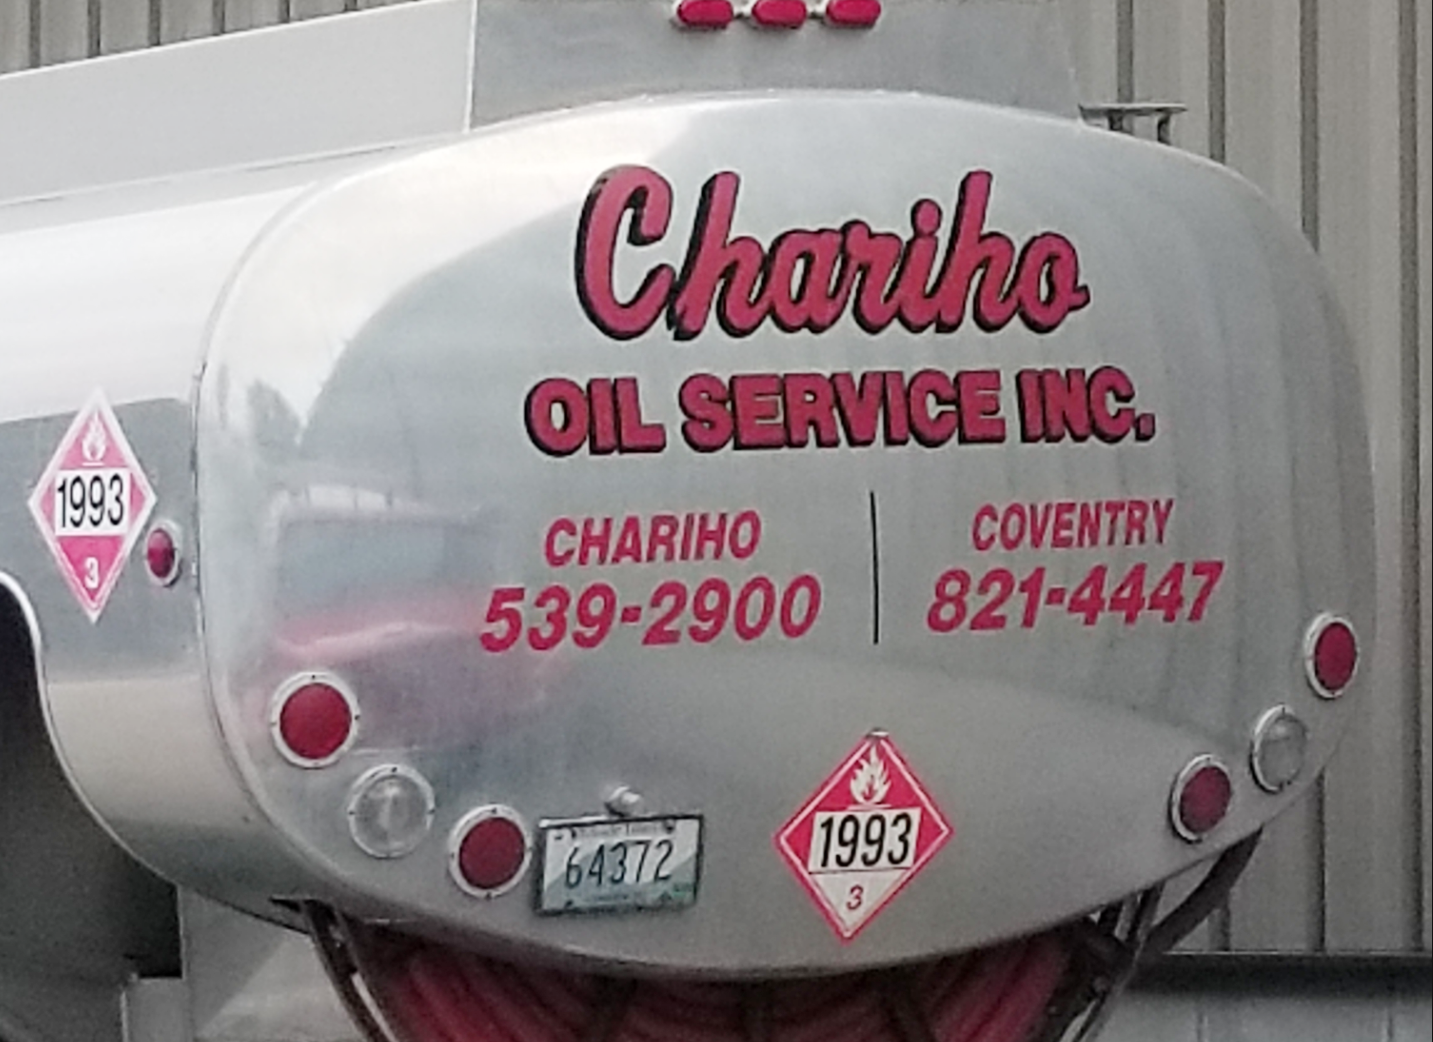 Chariho
OIL SERVICE INC.
CHARIHO
539-2900
COVENTRY
821-4447
1993
3
64372
1993
3